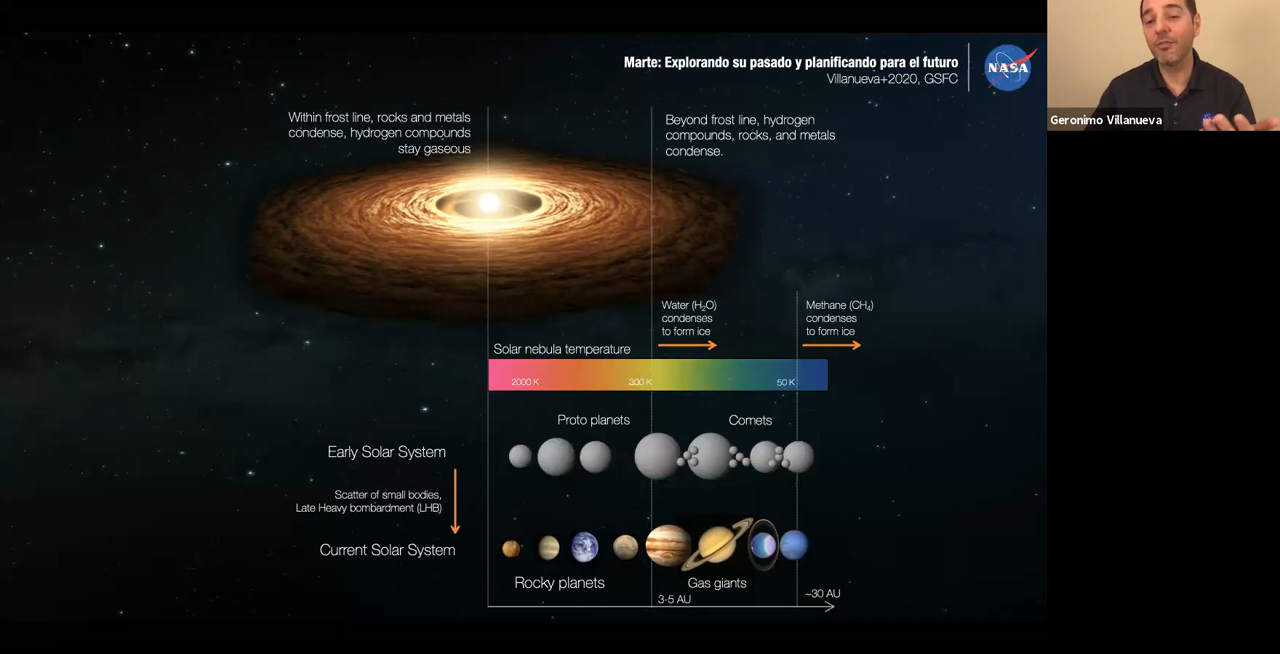 Marte: Explorando su pasado y planificando para el futuro
Villanueva+2020, GSFC
NASA
Geronimo Villanueva
Within frost line, rocks and metals
condense, hydrogen compounds
stay gaseous
Beyond frost line, hydrogen
compounds, rocks, and metals
condense.
Water (H₂O)
condenses
to form ice
Methane (CH₄)
condenses
to form ice
Solar nebula temperature
2000 K
300 K
50 K
Proto planets
Comets
Early Solar System
Scatter of small bodies,
Late Heavy bombardment (LHB)
Current Solar System
Rocky planets
Gas giants
3-5 AU
~30 AU